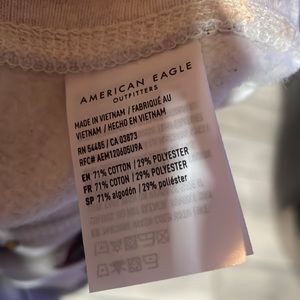 AMERICAN EAGLE
OUTFITTERS
MADE IN VIETNAM / FABRIQUÉ AU
VIETNAM / HECHO EN VIETNAM
RN 54485 / CA 03873
RFC# AEM120605U9A
EN 71% COTTON / 29% POLYESTER
FR 71% COTON / 29% POLYESTER
SP 71% algodón / 29% poliéster